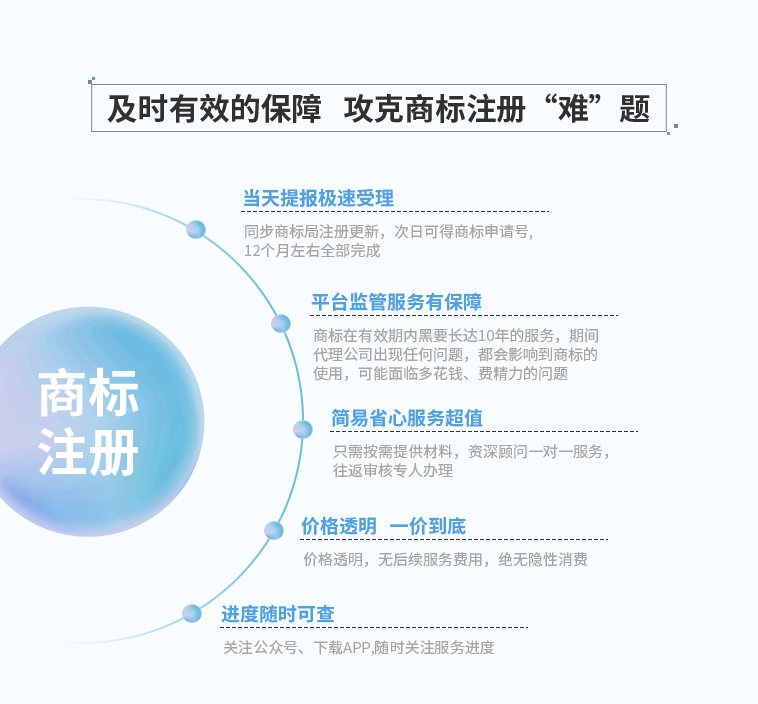 及时有效的保障 攻克商标注册“难”题
当天提报极速受理
同步商标局注册更新，次日可得商标申请号,
12个月左右全部完成
平台监管服务有保障
商标在有效期内黑要长达10年的服务，期间
代理公司出现任何问题，都会影响到商标的
使用，可能面临多花钱、费精力的问题
商标
注册
简易省心服务超值
只需按需提供材料，资深顾问一对一服务，
往返审核专人办理
价格透明 一价到底
价格透明，无后续服务费用，绝无隐性消费
进度随时可查
关注公众号、下载APP,随时关注服务进度